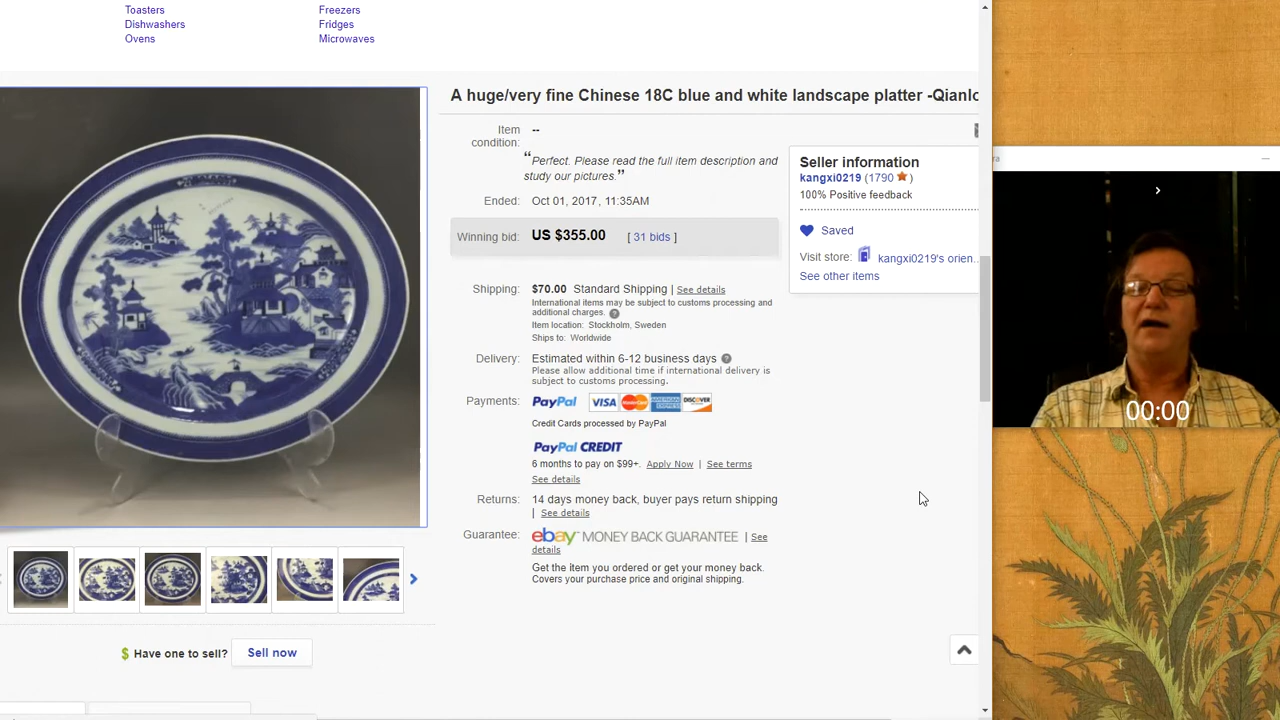 Toasters
Freezers
Dishwashers
Fridges
Ovens
Microwaves
A huge/very fine Chinese 18C blue and white landscape platter -Qianlo
Item condition:
--
“Perfect. Please read the full item description and
study our pictures.”
Ended: Oct 01, 2017, 11:35AM
Winning bid: US $355.00 [ 31 bids ]
Shipping: $70.00 Standard Shipping | See details
International items may be subject to customs processing and
additional charges.
Item location: Stockholm, Sweden
Ships to: Worldwide
Delivery: Estimated within 6-12 business days
Please allow additional time if international delivery is
subject to customs processing.
Payments: PayPal VISA MasterCard AMERICAN EXPRESS DISCOVER
Credit Cards processed by PayPal
PayPal CREDIT
6 months to pay on $99+. Apply Now | See terms
See details
Returns: 14 days money back, buyer pays return shipping
| See details
Guarantee: ebay MONEY BACK GUARANTEE | See
details
Get the item you ordered or get your money back.
Covers your purchase price and original shipping.
Seller information
kangxi0219 (1790 )
100% Positive feedback
Saved
Visit store: kangxi0219's orien...
See other items
$ Have one to sell? Sell now
ra
00:00